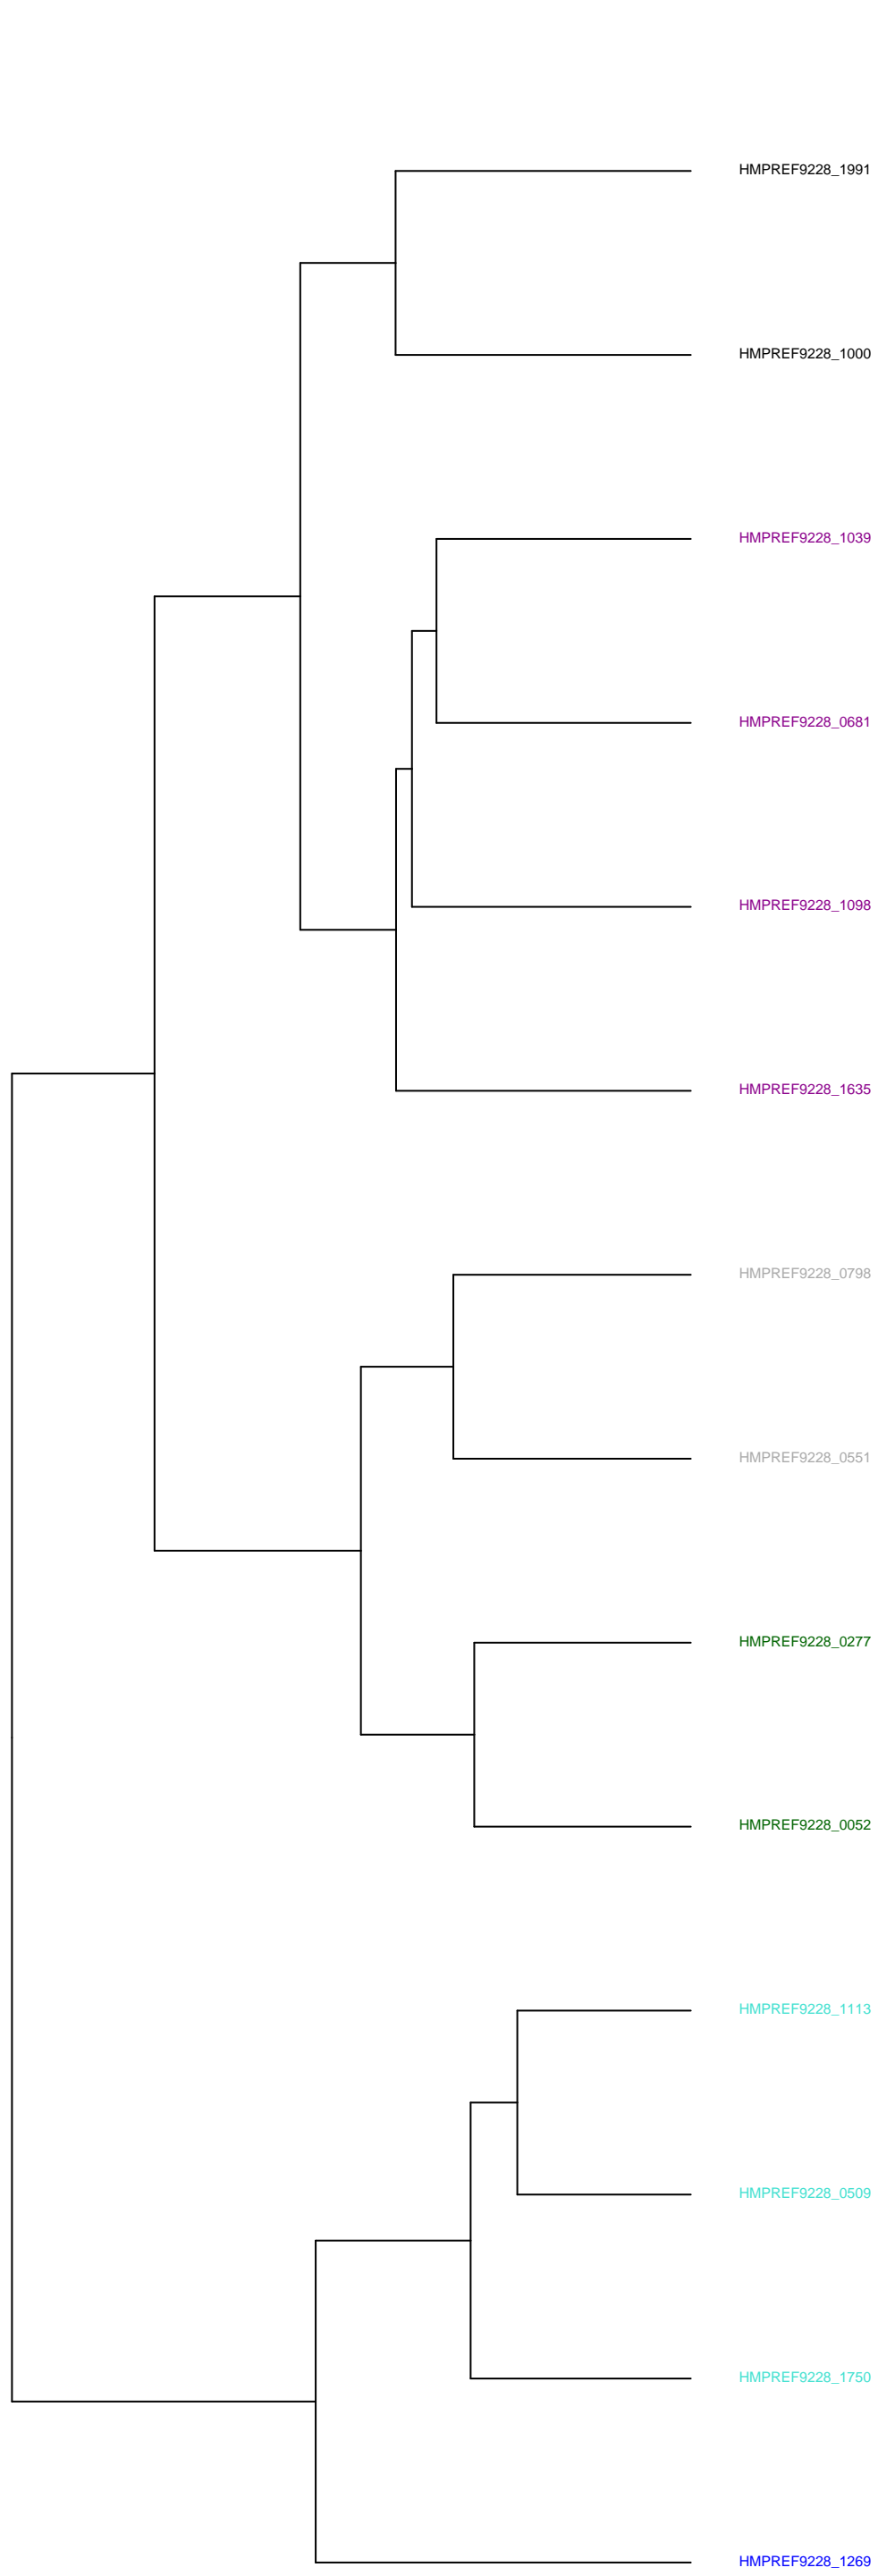 HMPREF9228_1991
HMPREF9228_1000
HMPREF9228_1039
HMPREF9228_0681
HMPREF9228_1098
HMPREF9228_1635
HMPREF9228_0798
HMPREF9228_0551
HMPREF9228_0277
HMPREF9228_0052
HMPREF9228_1113
HMPREF9228_0509
HMPREF9228_1750
HMPREF9228_1269